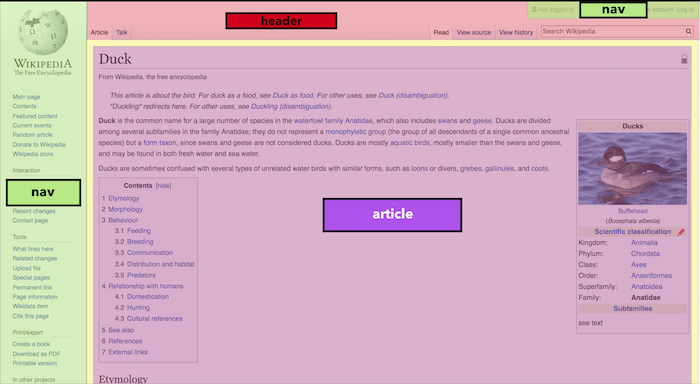 header
nav
Not logged in
account Log in
Article Talk
Read View source View history
Search Wikipedia
WIKIPEDIA
The Free Encyclopedia
Main page
Contents
Featured content
Current events
Random article
Donate to Wikipedia
Wikipedia store
Interaction
nav
Recent changes
Contact page
Tools
What links here
Related changes
Upload file
Special pages
Permanent link
Page information
Wikidata item
Cite this page
Print/export
Create a book
Download as PDF
Printable version
In other projects
Duck
From Wikipedia, the free encyclopedia
This article is about the bird. For duck as a food, see Duck as food. For other uses, see Duck (disambiguation).
"Duckling" redirects here. For other uses, see Duckling (disambiguation).
Duck is the common name for a large number of species in the waterfowl family Anatidae, which also includes swans and geese. Ducks are divided
among several subfamilies in the family Anatidae; they do not represent a monophyletic group (the group of all descendants of a single common ancestral
species) but a form taxon, since swans and geese are not considered ducks. Ducks are mostly aquatic birds, mostly smaller than the swans and geese,
and may be found in both fresh water and sea water.
Ducks are sometimes confused with several types of unrelated water birds with similar forms, such as loons or divers, grebes, gallinules, and coots.
Contents [hide]
1 Etymology
2 Morphology
3 Behaviour
3.1 Feeding
3.2 Breeding
3.3 Communication
3.4 Distribution and habitat
3.5 Predators
4 Relationship with humans
4.1 Domestication
4.2 Hunting
4.3 Cultural references
5 See also
6 References
7 External links
article
Ducks
Bufflehead
(Bucephala albeola)
Scientific classification
Kingdom: Animalia
Phylum: Chordata
Class: Aves
Order: Anseriformes
Superfamily: Anatoidea
Family: Anatidae
Subfamilies
see text
Etymology